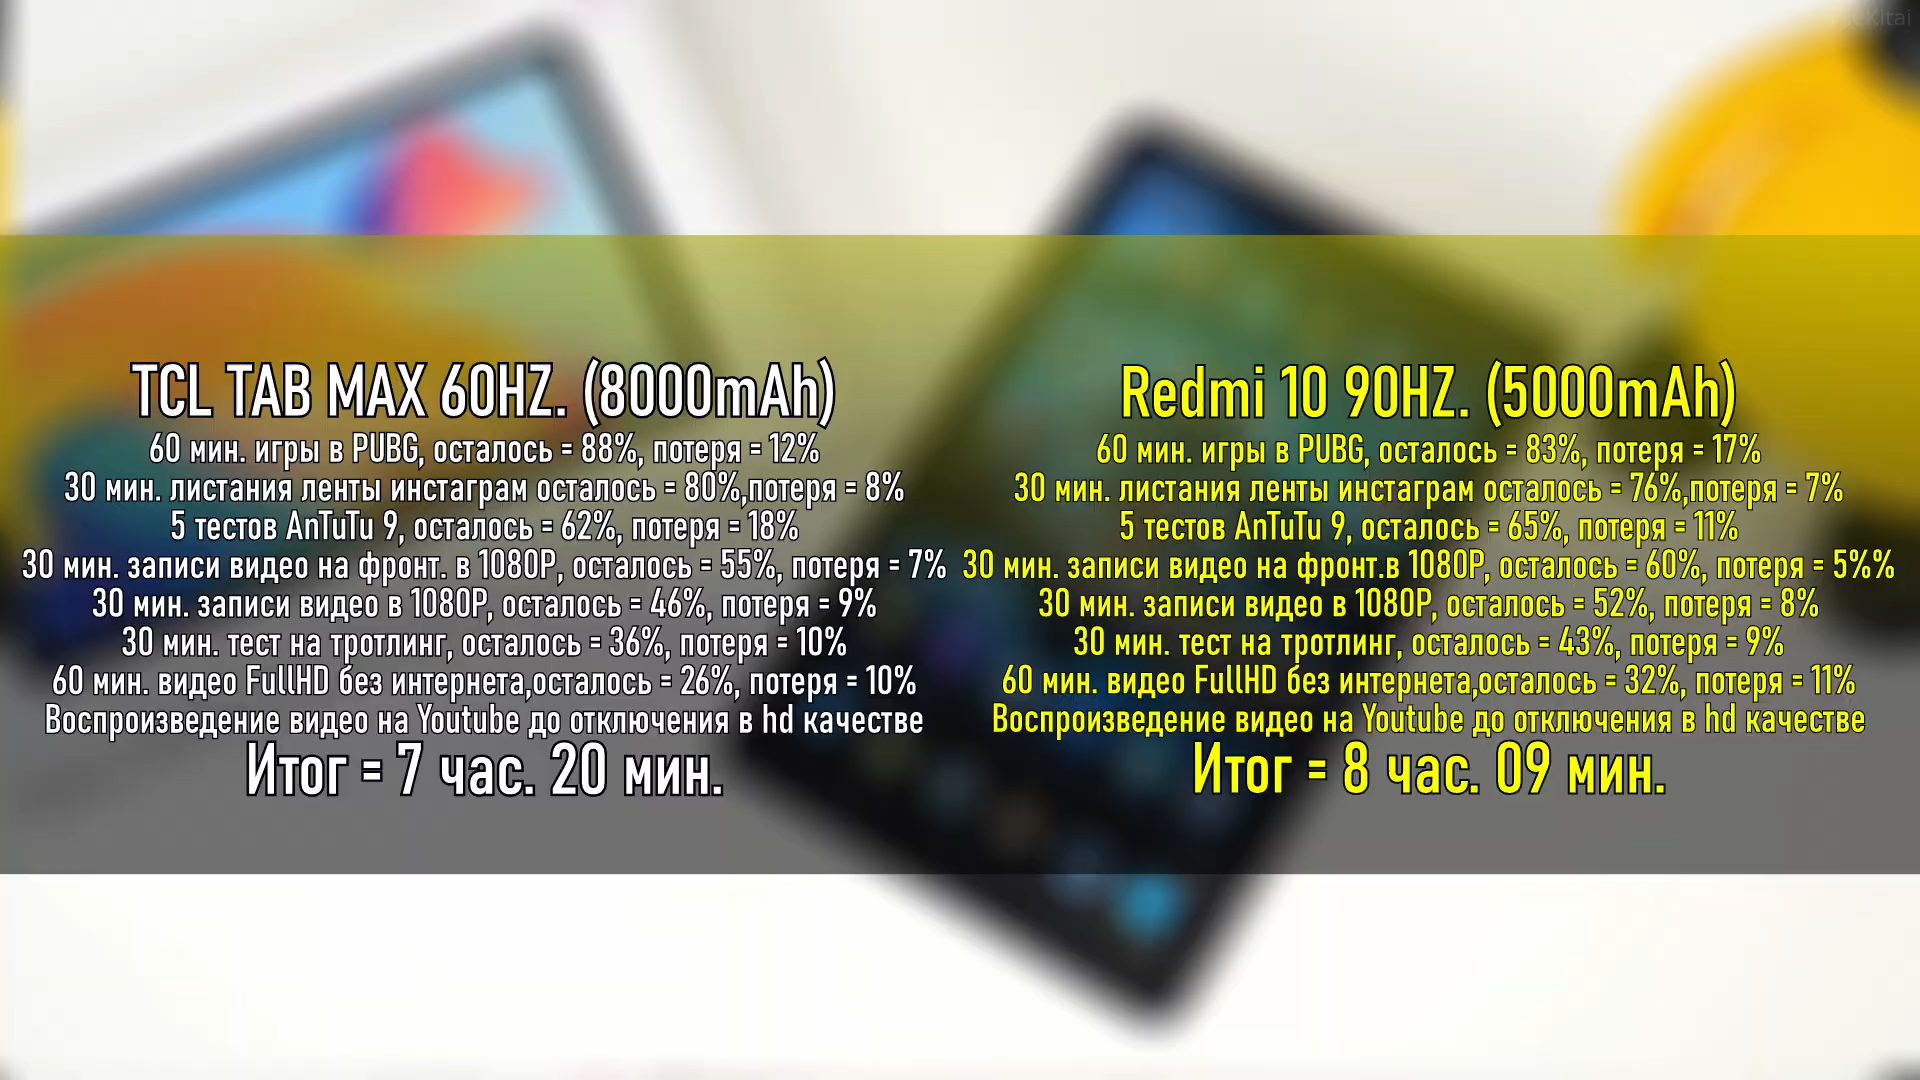 Kitai
TCL TAB MAX 60HZ. (8000mAh)
60 мин. игры в PUBG, осталось = 88%, потеря = 12%
30 мин. листания ленты инстаграм осталось = 80%,потеря = 8%
5 тестов AnTuTu 9, осталось = 62%, потеря = 18%
30 мин. записи видео на фронт. в 1080P, осталось = 55%, потеря = 7%
30 мин. записи видео в 1080P, осталось = 46%, потеря = 9%
30 мин. тест на тротлинг, осталось = 36%, потеря = 10%
60 мин. видео FullHD без интернета,осталось = 26%, потеря = 10%
Воспроизведение видео на Youtube до отключения в hd качестве
Итог = 7 час. 20 мин.
Redmi 10 90HZ. (5000mAh)
60 мин. игры в PUBG, осталось = 83%, потеря = 17%
30 мин. листания ленты инстаграм осталось = 76%,потеря = 7%
5 тестов AnTuTu 9, осталось = 65%, потеря = 11%
30 мин. записи видео на фронт.в 1080P, осталось = 60%, потеря = 5%%
30 мин. записи видео в 1080P, осталось = 52%, потеря = 8%
30 мин. тест на тротлинг, осталось = 43%, потеря = 9%
60 мин. видео FullHD без интернета,осталось = 32%, потеря = 11%
Воспроизведение видео на Youtube до отключения в hd качестве
Итог = 8 час. 09 мин.